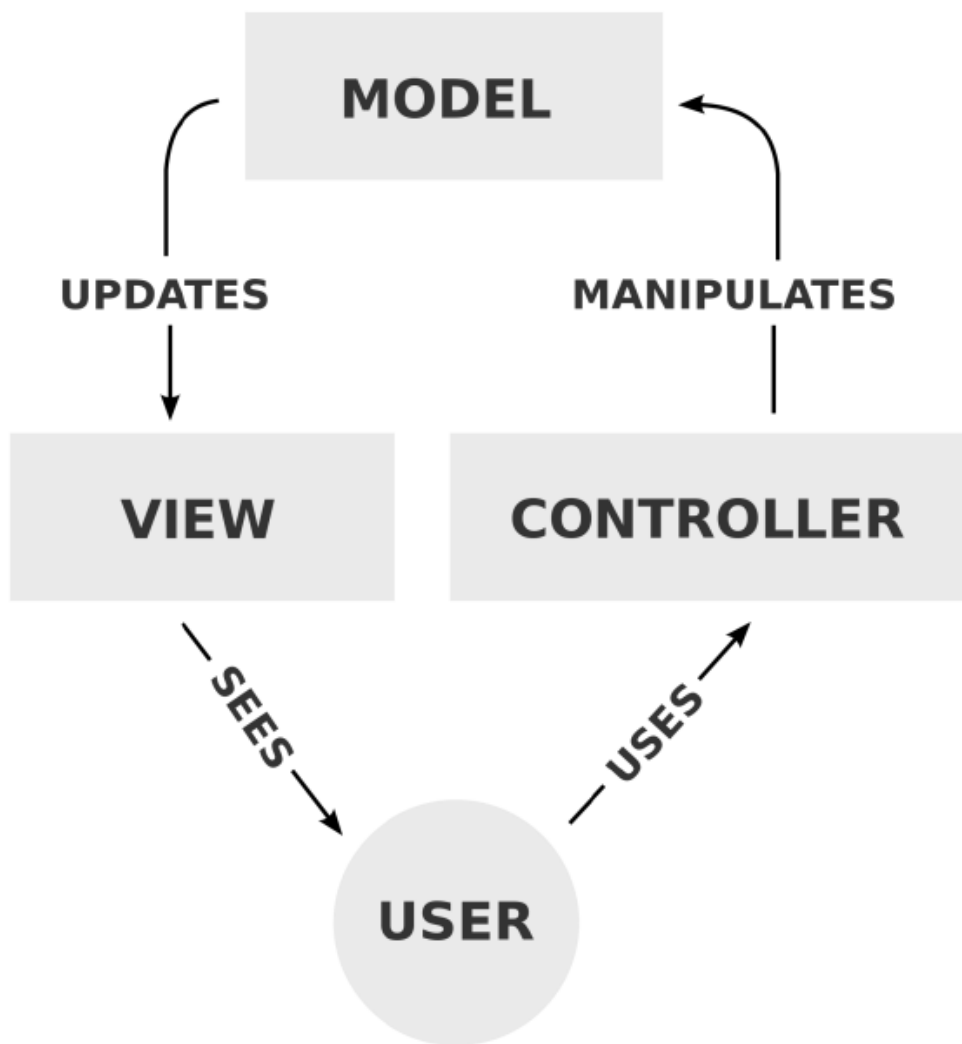 MODEL
UPDATES
MANIPULATES
VIEW
CONTROLLER
SEES
USES
USER